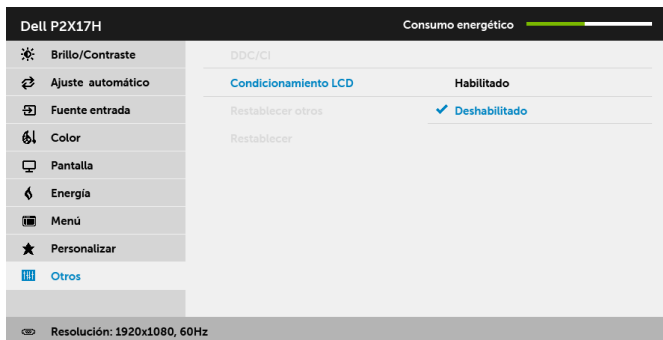 Dell P2X17H Consumo energético
Brillo/Contraste DDC/CI
Ajuste automático Condicionamiento LCD Habilitado
Fuente entrada Restablecer otros Deshabilitado
Color Restablecer
Pantalla
Energía
Menú
Personalizar
Otros
Resolución: 1920x1080, 60Hz